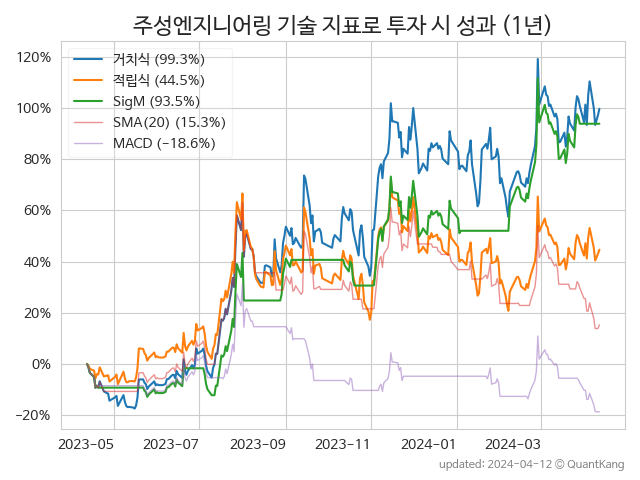 주성엔지니어링 기술 지표로 투자 시 성과 (1년)
거치식 (99.3%)
적립식 (44.5%)
SigM (93.5%)
SMA(20) (15.3%)
MACD (−18.6%)
120%
100%
80%
60%
40%
20%
0%
−20%
2023-05 2023-07 2023-09 2023-11 2024-01 2024-03
updated: 2024-04-12 © QuantKang